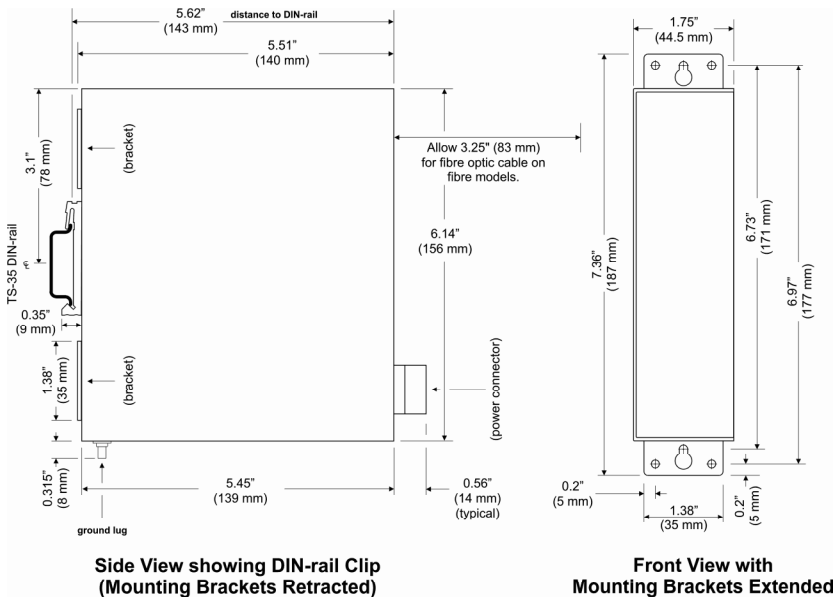 5.62"
(143 mm)
distance to DIN-rail
5.51"
(140 mm)
3.1"
(78 mm)
(bracket)
TS-35 DIN-rail
0.35"
(9 mm)
1.38"
(35 mm)
(bracket)
0.315"
(8 mm)
ground lug
5.45"
(139 mm)
0.56"
(14 mm)
(typical)
(power connector)
6.14"
(156 mm)
Allow 3.25" (83 mm)
for fibre optic cable on
fibre models.
Side View showing DIN-rail Clip
(Mounting Brackets Retracted)
1.75"
(44.5 mm)
7.36"
(187 mm)
6.73"
(171 mm)
6.97"
(177 mm)
0.2"
(5 mm)
1.38"
(35 mm)
0.2"
(5 mm)
Front View with
Mounting Brackets Extended